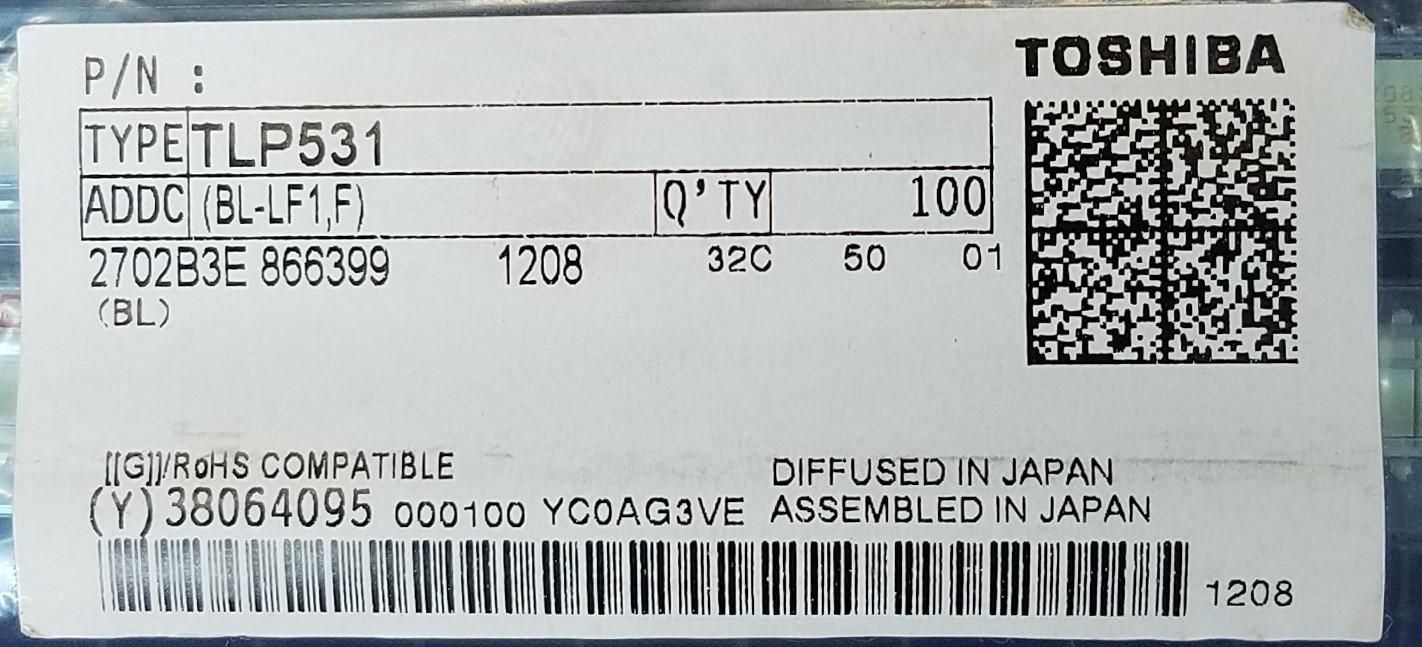 P/N :
TOSHIBA
TYPE TLP531
ADDC (BL-LF1,F) Q'TY 100
2702B3E 866399 1208 32C 50 01
(BL)
[[G]]/RoHS COMPATIBLE DIFFUSED IN JAPAN
(Y)38064095 000100 YC0AG3VE ASSEMBLED IN JAPAN
1208